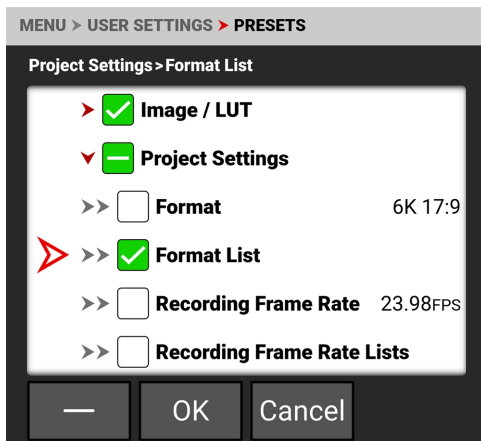 MENU > USER SETTINGS > PRESETS
Project Settings>Format List
Image / LUT
Project Settings
Format 6K 17:9
Format List
Recording Frame Rate 23.98FPS
Recording Frame Rate Lists
OK Cancel